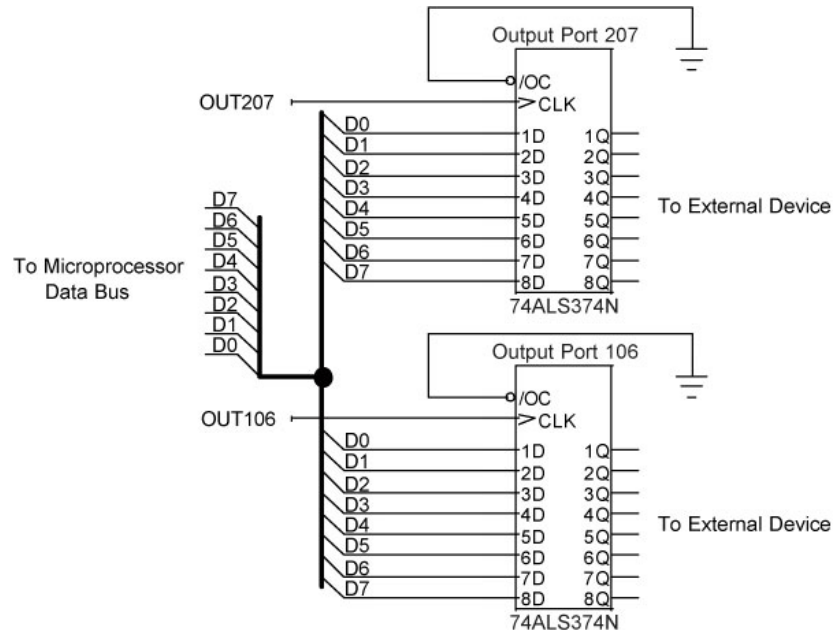 Output Port 207
/OC
OUT207
CLK
D0 1D 1Q
D1 2D 2Q
D2 3D 3Q
D3 4D 4Q
D4 5D 5Q
D5 6D 6Q
D6 7D 7Q
D7 8D 8Q
To External Device
74ALS374N
D7
D6
D5
D4
D3
D2
D1
D0
To Microprocessor
Data Bus
Output Port 106
/OC
OUT106
CLK
D0 1D 1Q
D1 2D 2Q
D2 3D 3Q
D3 4D 4Q
D4 5D 5Q
D5 6D 6Q
D6 7D 7Q
D7 8D 8Q
To External Device
74ALS374N